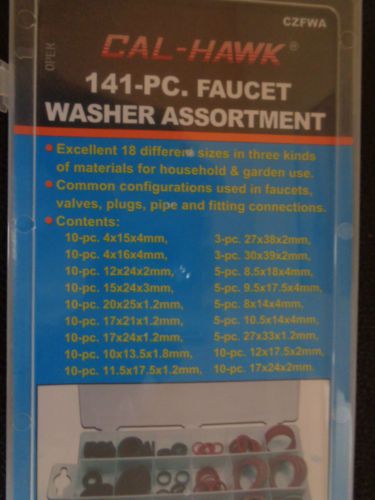 CZFWA
OPEN
CAL-HAWK®
141-PC. FAUCET
WASHER ASSORTMENT
• Excellent 18 different sizes in three kinds
of materials for household & garden use.
• Common configurations used in faucets,
valves, plugs, pipe and fitting connections.
• Contents:
10-pc. 4x15x4mm, 3-pc. 27x38x2mm,
10-pc. 4x16x4mm, 3-pc. 30x39x2mm,
10-pc. 12x24x2mm, 5-pc. 8.5x18x4mm,
10-pc. 15x24x3mm, 5-pc. 9.5x17.5x4mm,
10-pc. 20x25x1.2mm, 5-pc. 8x14x4mm,
10-pc. 17x21x1.2mm, 5-pc. 10.5x14x4mm,
10-pc. 17x24x1.2mm, 5-pc. 27x33x1.2mm,
10-pc. 10x13.5x1.8mm, 10-pc. 12x17.5x2mm,
10-pc. 11.5x17.5x1.2mm, 10-pc. 17x24x2mm.